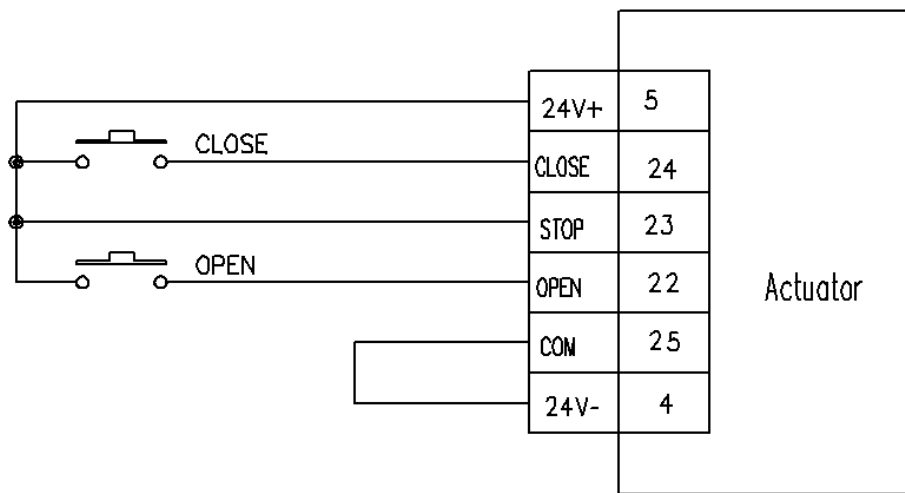 24V+ 5
CLOSE
CLOSE 24
STOP 23
OPEN
OPEN 22
Actuator
COM 25
24V- 4